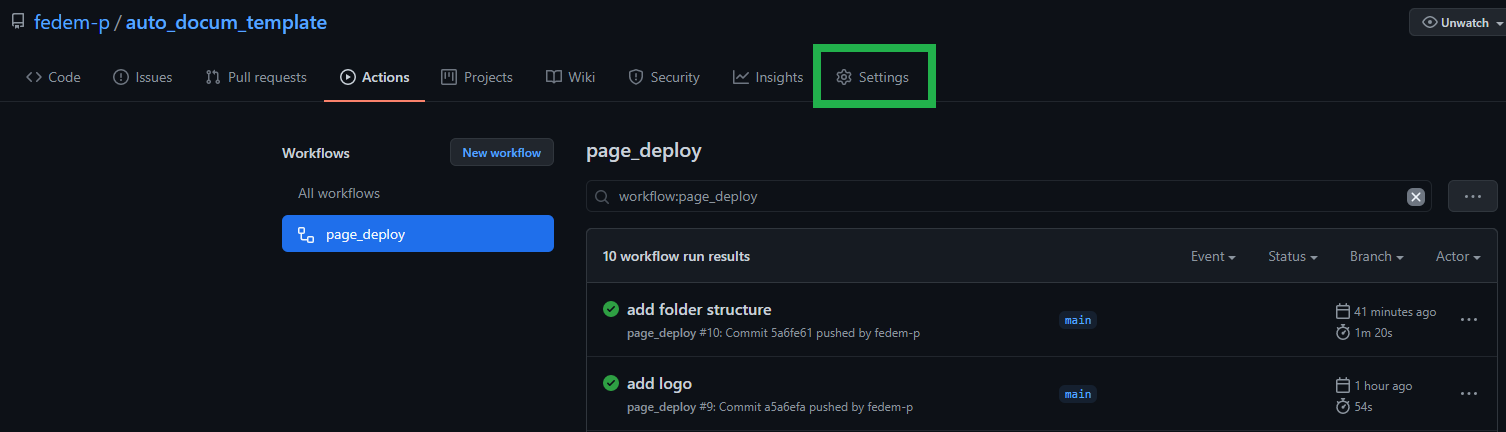 fedem-p / auto_docum_template
Unwatch
Code Issues Pull requests Actions Projects Wiki Security Insights Settings
Workflows
New workflow
All workflows
page_deploy
page_deploy
workflow:page_deploy
10 workflow run results
Event Status Branch Actor
add folder structure
page_deploy #10: Commit 5a6fe61 pushed by fedem-p
main
41 minutes ago
1m 20s
add logo
page_deploy #9: Commit a5a6efa pushed by fedem-p
main
1 hour ago
54s